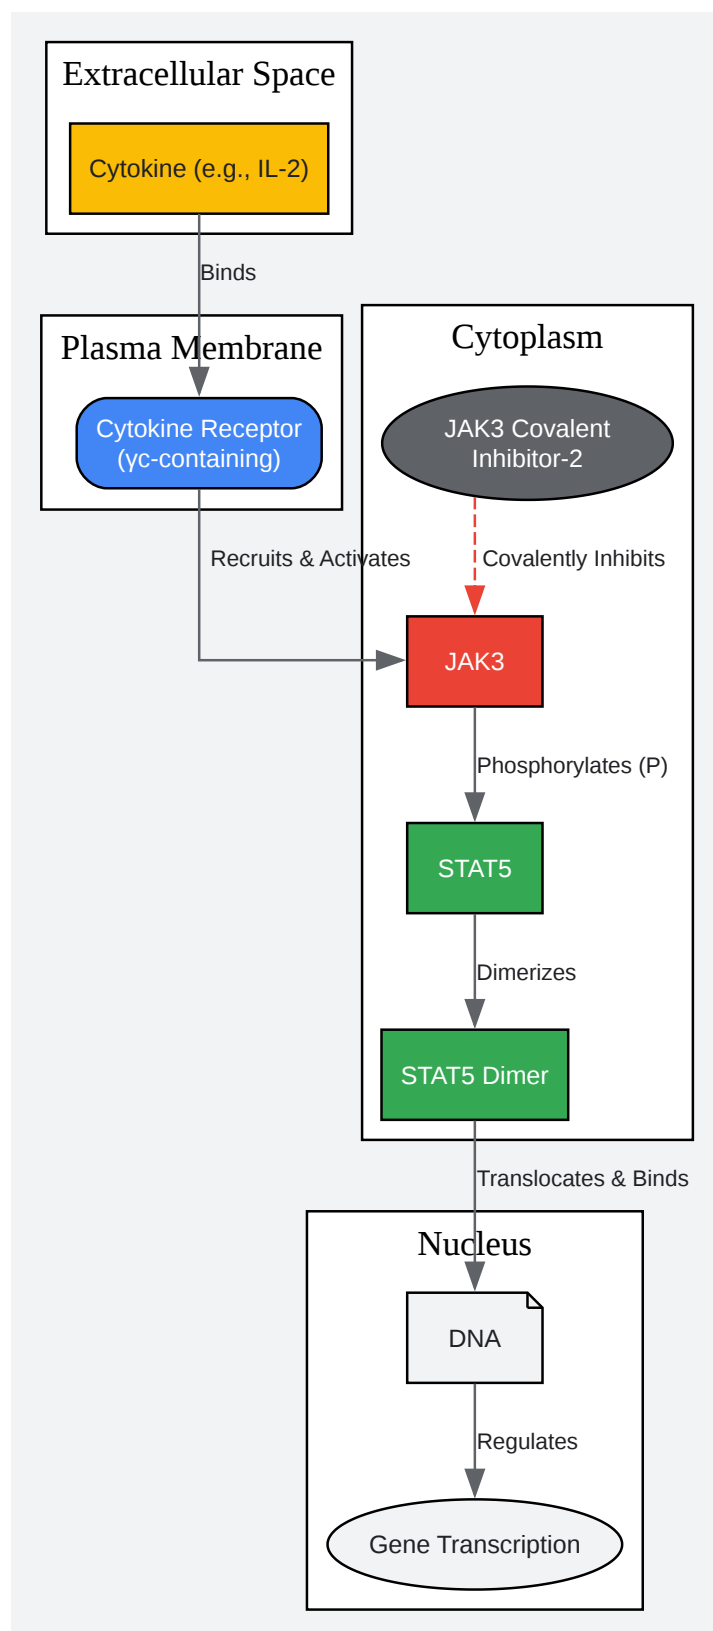 Extracellular Space
Cytokine (e.g., IL-2)
Binds
Plasma Membrane
Cytokine Receptor
(γc-containing)
Recruits & Activates
Cytoplasm
JAK3 Covalent
Inhibitor-2
Covalently Inhibits
JAK3
Phosphorylates (P)
STAT5
Dimerizes
STAT5 Dimer
Translocates & Binds
Nucleus
DNA
Regulates
Gene Transcription